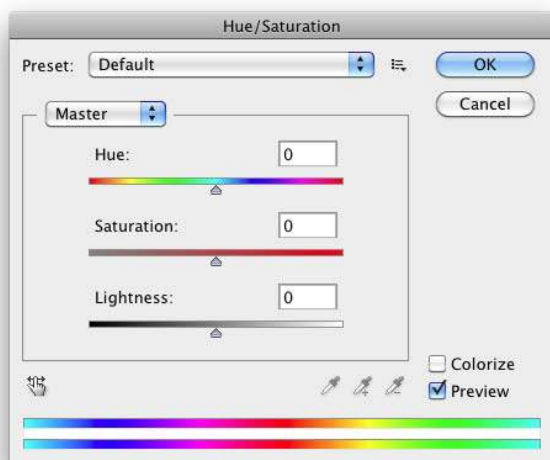 Hue/Saturation
Preset: Default
OK
Cancel
Master
Hue: 0
Saturation: 0
Lightness: 0
Colorize
Preview